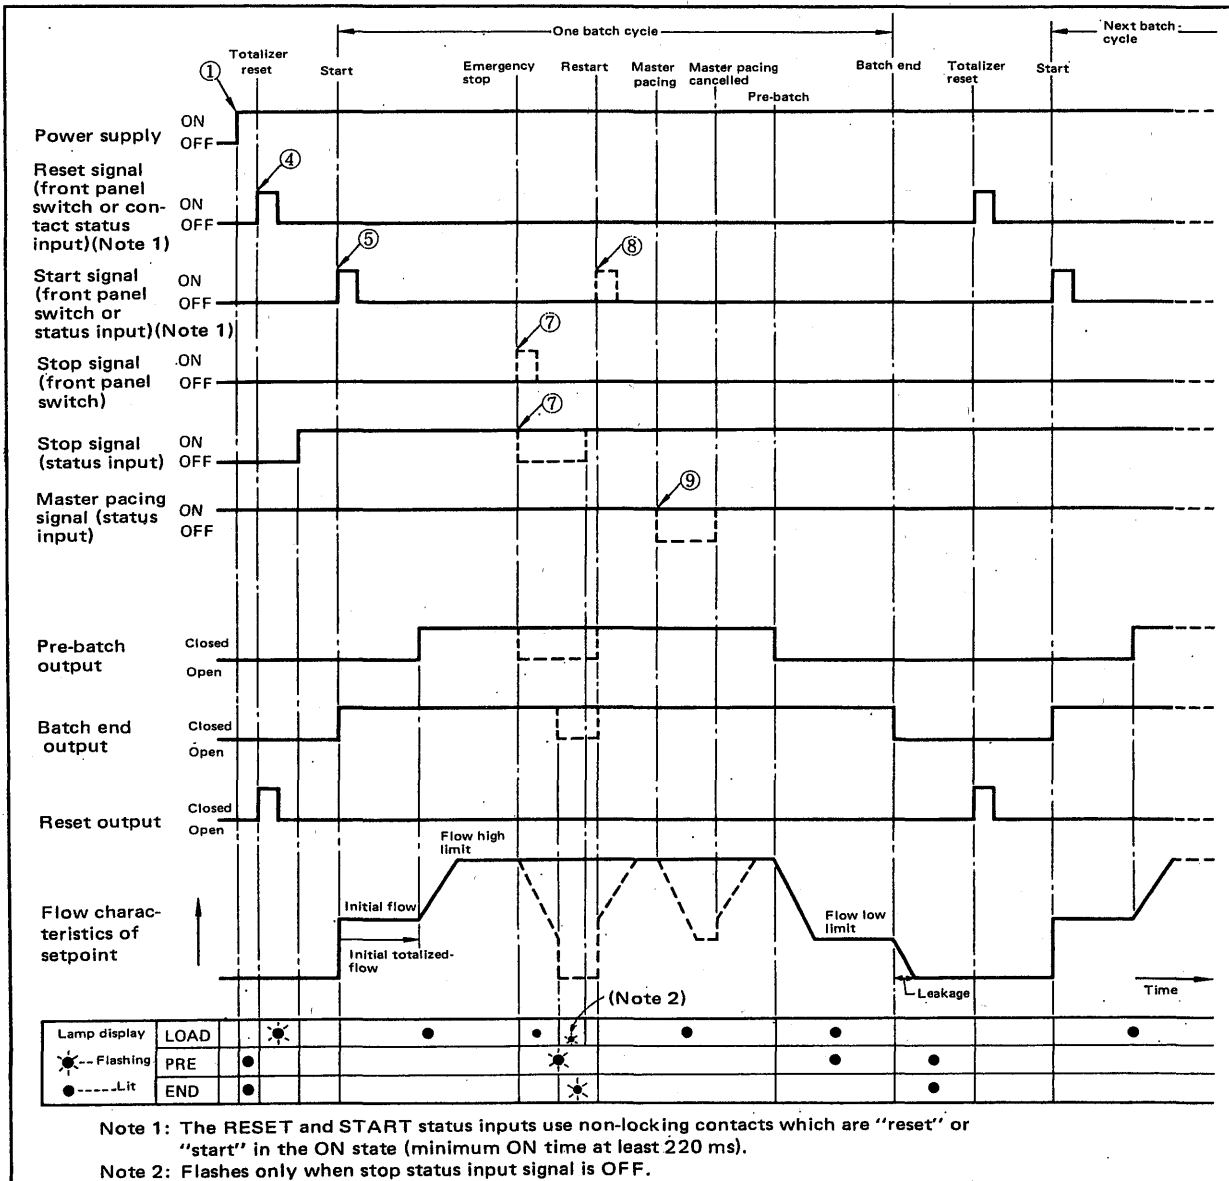 One batch cycle
Next batch
cycle
Totalizer
reset
Start
Emergency
stop
Restart
Master
pacing
Master pacing
cancelled
Pre-batch
Batch end
Totalizer
reset
Start
①
Power supply
ON
OFF
④
Reset signal
(front panel
switch or con-
tact status
input)(Note 1)
ON
OFF
⑤
⑧
Start signal
(front panel
switch or
status input)(Note 1)
ON
OFF
⑦
Stop signal
(front panel
switch)
ON
OFF
⑦
Stop signal
(status input)
ON
OFF
⑨
Master pacing
signal (status
input)
ON
OFF
Pre-batch
output
Closed
Open
Batch end
output
Closed
Open
Reset output
Closed
Open
Flow high
limit
Flow charac-
teristics of
setpoint
Initial flow
Initial totalized-
flow
Flow low
limit
Leakage
Time
(Note 2)
Lamp display
LOAD
---Flashing
PRE
-----Lit
END
Note 1: The RESET and START status inputs use non-locking contacts which are "reset" or
"start" in the ON state (minimum ON time at least 220 ms).
Note 2: Flashes only when stop status input signal is OFF.